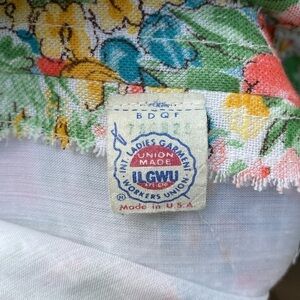 BDQF
INT'L LADIES GARMENT
UNION
MADE
ILGWU
AFL-CIO
WORKERS UNION
®
Made in U.S.A.